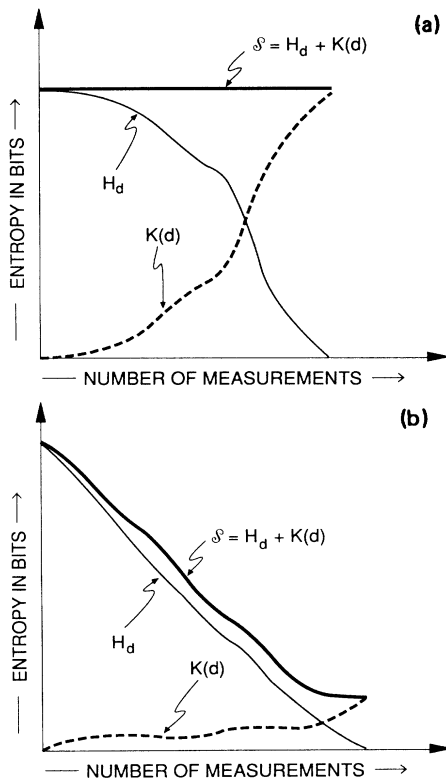 (a)
𝒮 = H_d + K(d)
H_d
K(d)
ENTROPY IN BITS →
NUMBER OF MEASUREMENTS →
(b)
𝒮 = H_d + K(d)
H_d
K(d)
ENTROPY IN BITS →
NUMBER OF MEASUREMENTS →